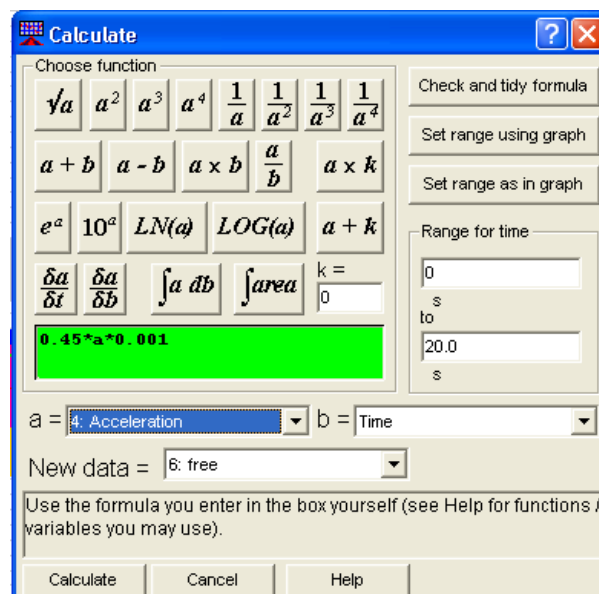 Calculate
Choose function
√a a² a³ a⁴ 1/a 1/a² 1/a³ 1/a⁴
a + b a - b a x b a/b a x k
eᵃ 10ᵃ LN(a) LOG(a) a + k
δa/δt δa/δb ∫a db ∫area
k =
0
0.45*a*0.001
Check and tidy formula
Set range using graph
Set range as in graph
Range for time
0
s
to
20.0
s
a = 4: Acceleration b = Time
New data = 6: free
Use the formula you enter in the box yourself (see Help for functions /
variables you may use).
Calculate Cancel Help